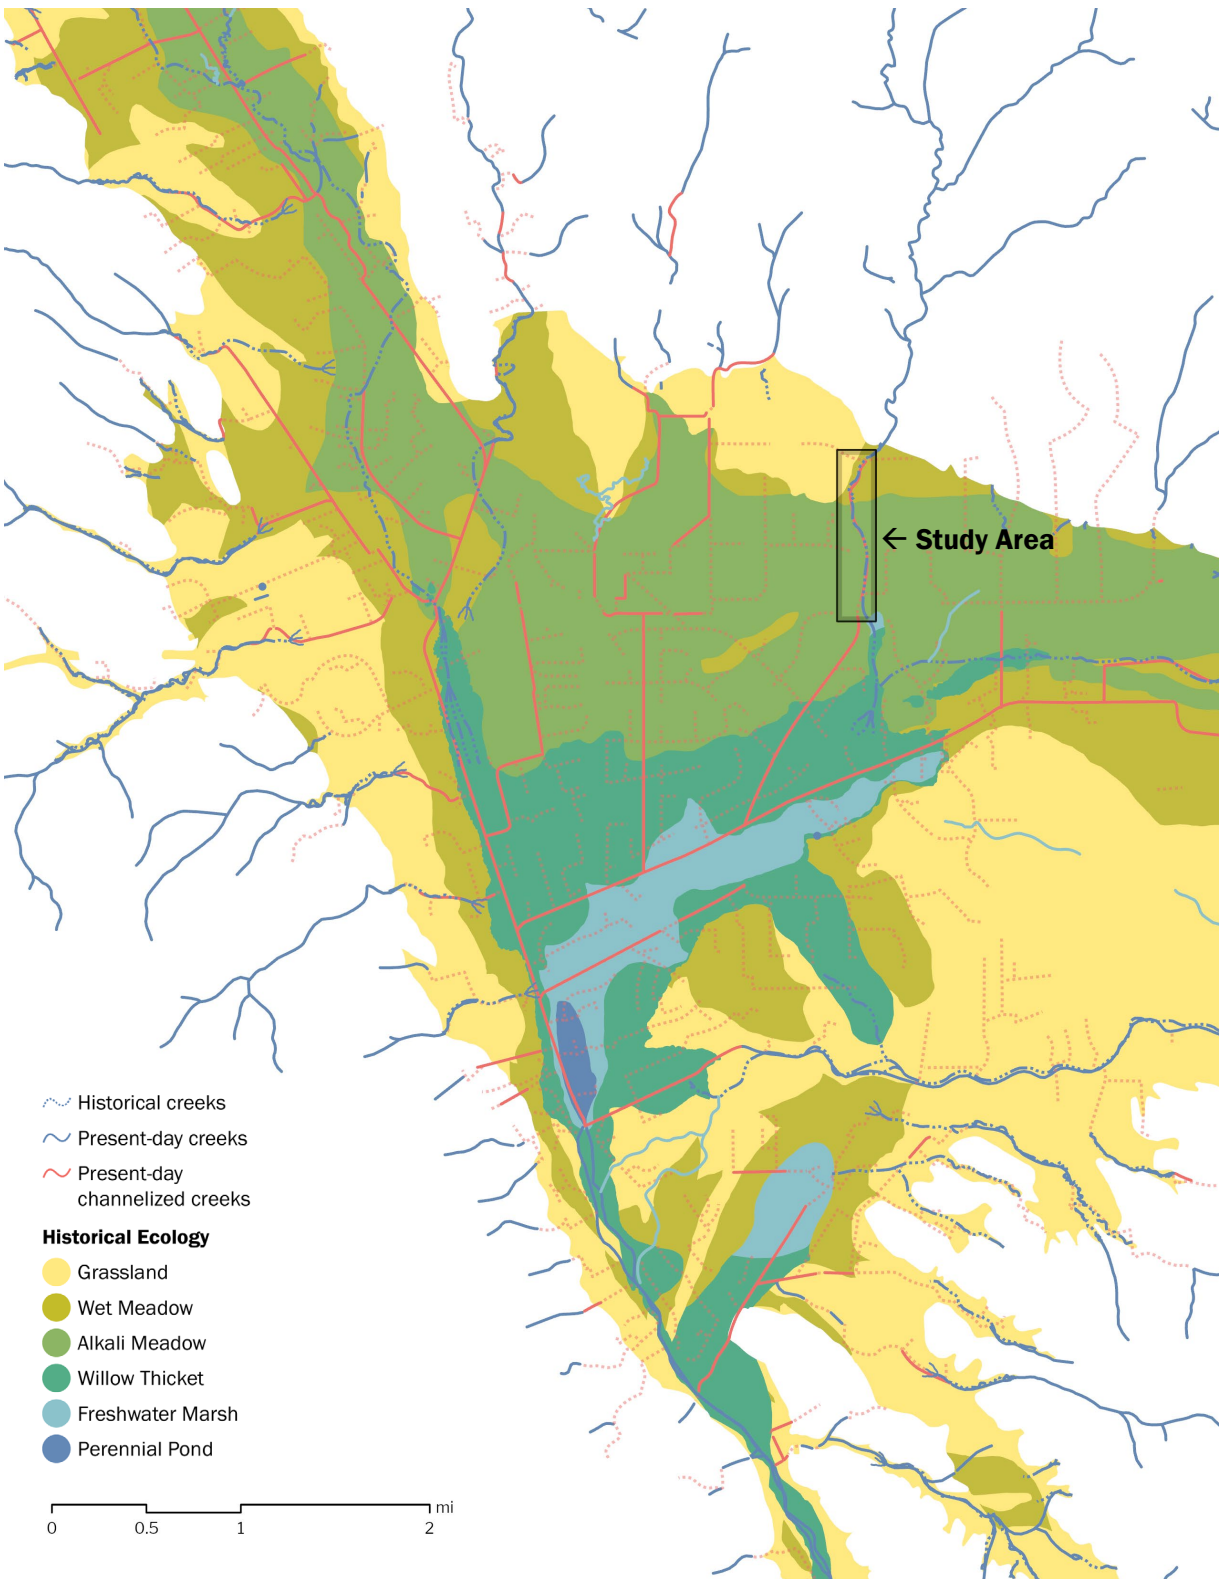 ← Study Area
Historical creeks
Present-day creeks
Present-day
channelized creeks
Historical Ecology
Grassland
Wet Meadow
Alkali Meadow
Willow Thicket
Freshwater Marsh
Perennial Pond
mi
0 0.5 1 2